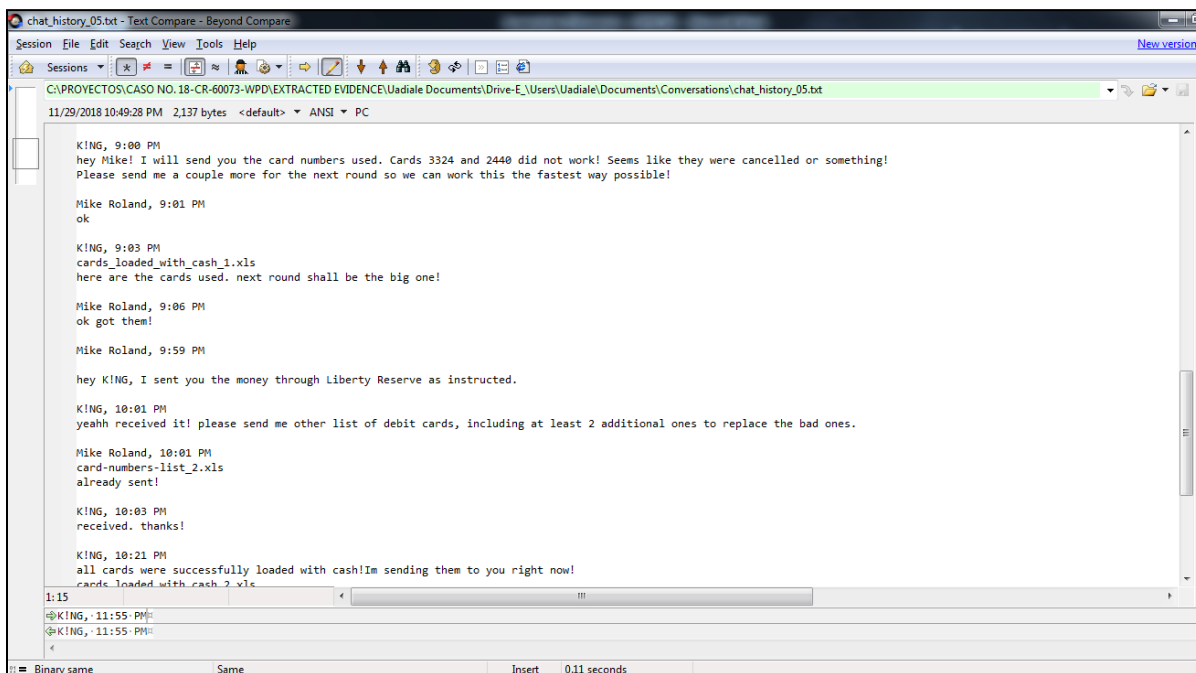 chat_history_05.txt - Text Compare - Beyond Compare
Session File Edit Search View Tools Help
New version
Sessions
C:\PROYECTOS\CASO NO. 18-CR-60073-WPD\EXTRACTED EVIDENCE\Uadiale Documents\Drive-E_\Users\Uadiale\Documents\Conversations\chat_history_05.txt
11/29/2018 10:49:28 PM 2,137 bytes <default> ANSI PC
K!NG, 9:00 PM
hey Mike! I will send you the card numbers used. Cards 3324 and 2440 did not work! Seems like they were cancelled or something!
Please send me a couple more for the next round so we can work this the fastest way possible!
Mike Roland, 9:01 PM
ok
K!NG, 9:03 PM
cards_loaded_with_cash_1.xls
here are the cards used. next round shall be the big one!
Mike Roland, 9:06 PM
ok got them!
Mike Roland, 9:59 PM
hey K!NG, I sent you the money through Liberty Reserve as instructed.
K!NG, 10:01 PM
yeahh received it! please send me other list of debit cards, including at least 2 additional ones to replace the bad ones.
Mike Roland, 10:01 PM
card-numbers-list_2.xls
already sent!
K!NG, 10:03 PM
received. thanks!
K!NG, 10:21 PM
all cards were successfully loaded with cash!Im sending them to you right now!
cards_loaded_with_cash_2.xls
1:15
K!NG,·11:55·PM¤
K!NG,·11:55·PM¤
Binary same Same Insert 0.11 seconds